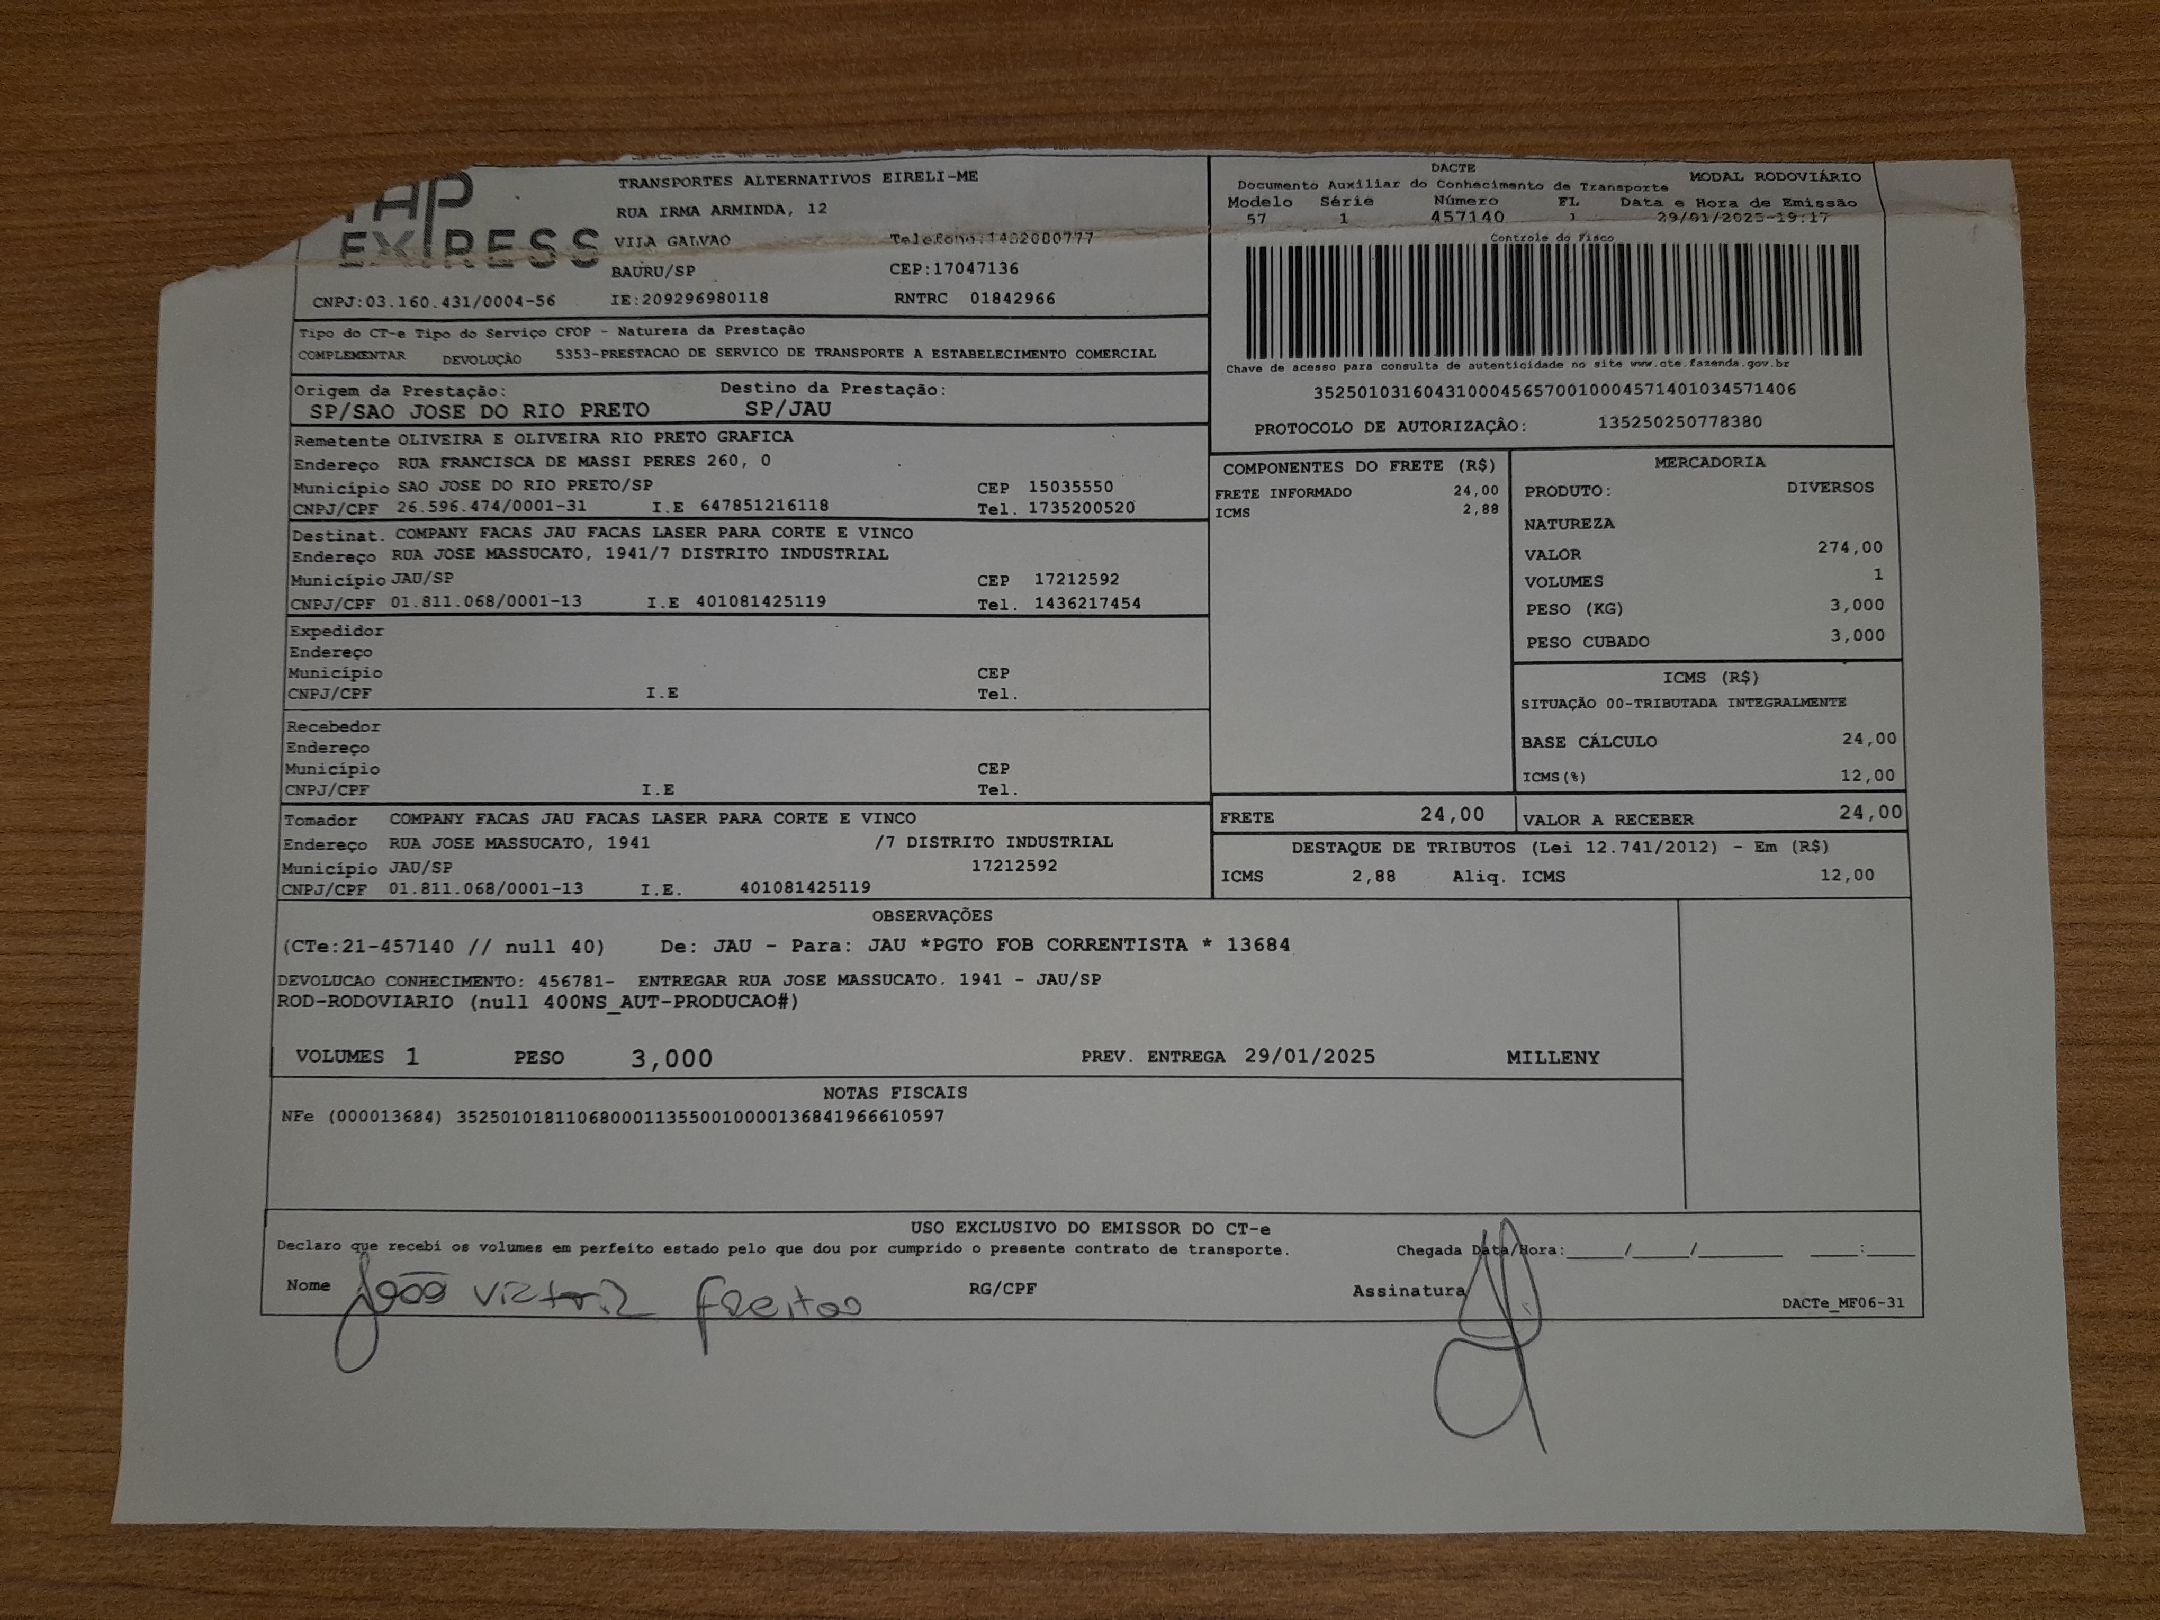 TAP
EXPRESS
TRANSPORTES ALTERNATIVOS EIRELI-ME
RUA IRMA ARMINDA, 12
VILA GALVAO
BAURU/SP CEP:17047136
CNPJ:03.160.431/0004-56 IE:209296980118 RNTRC 01842966
DACTE
Documento Auxiliar do Conhecimento de Transporte MODAL RODOVIÁRIO
Modelo Série Número FL Data e Hora de Emissão
57 1 457140 1 29/01/2025-19:17
Controle do Fisco
Chave de acesso para consulta de autenticidade no site www.cte.fazenda.gov.br
35250103160431000456570010004571401034571406
PROTOCOLO DE AUTORIZAÇÃO: 135250250778380
Tipo do CT-e Tipo do Serviço CFOP - Natureza da Prestação
COMPLEMENTAR DEVOLUÇÃO 5353-PRESTACAO DE SERVICO DE TRANSPORTE A ESTABELECIMENTO COMERCIAL
Origem da Prestação: Destino da Prestação:
SP/SAO JOSE DO RIO PRETO SP/JAU
Remetente OLIVEIRA E OLIVEIRA RIO PRETO GRAFICA
Endereço RUA FRANCISCA DE MASSI PERES 260, 0
Município SAO JOSE DO RIO PRETO/SP CEP 15035550
CNPJ/CPF 26.596.474/0001-31 I.E 647851216118 Tel. 1735200520
Destinat. COMPANY FACAS JAU FACAS LASER PARA CORTE E VINCO
Endereço RUA JOSE MASSUCATO, 1941/7 DISTRITO INDUSTRIAL
Município JAU/SP CEP 17212592
CNPJ/CPF 01.811.068/0001-13 I.E 401081425119 Tel. 1436217454
Expedidor
Endereço
Município CEP
CNPJ/CPF I.E Tel.
Recebedor
Endereço
Município CEP
CNPJ/CPF I.E Tel.
Tomador COMPANY FACAS JAU FACAS LASER PARA CORTE E VINCO
Endereço RUA JOSE MASSUCATO, 1941 /7 DISTRITO INDUSTRIAL
Município JAU/SP 17212592
CNPJ/CPF 01.811.068/0001-13 I.E. 401081425119
COMPONENTES DO FRETE (R$)
FRETE INFORMADO 24,00
ICMS 2,88
MERCADORIA
PRODUTO: DIVERSOS
NATUREZA
VALOR 274,00
VOLUMES 1
PESO (KG) 3,000
PESO CUBADO 3,000
ICMS (R$)
SITUAÇÃO 00-TRIBUTADA INTEGRALMENTE
BASE CÁLCULO 24,00
ICMS(%) 12,00
FRETE 24,00 VALOR A RECEBER 24,00
DESTAQUE DE TRIBUTOS (Lei 12.741/2012) - Em (R$)
ICMS 2,88 Aliq. ICMS 12,00
OBSERVAÇÕES
(CTe:21-457140 // null 40) De: JAU - Para: JAU *PGTO FOB CORRENTISTA * 13684
DEVOLUCAO CONHECIMENTO: 456781- ENTREGAR RUA JOSE MASSUCATO. 1941 - JAU/SP
ROD-RODOVIARIO (null 400NS_AUT-PRODUCAO#)
VOLUMES 1 PESO 3,000 PREV. ENTREGA 29/01/2025 MILLENY
NOTAS FISCAIS
NFe (000013684) 35250101811068000113550010000136841966610597
USO EXCLUSIVO DO EMISSOR DO CT-e
Declaro que recebi os volumes em perfeito estado pelo que dou por cumprido o presente contrato de transporte. Chegada Data/Hora:_____/_____/_______ ____:____
Nome João Victor Freitas RG/CPF Assinatura
DACTe_MF06-31